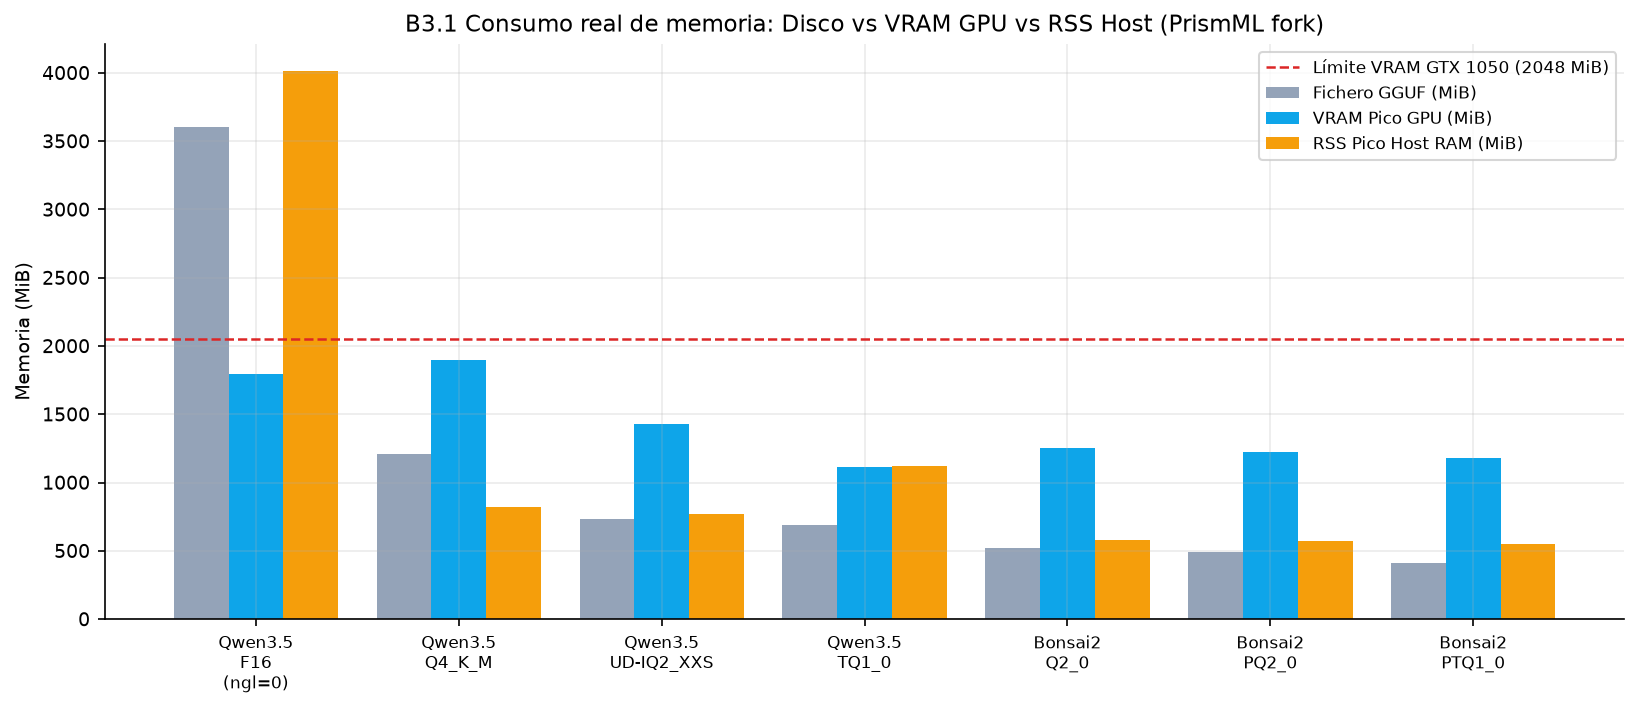 B3.1 Consumo real de memoria: Disco vs VRAM GPU vs RSS Host (PrismML fork)
Límite VRAM GTX 1050 (2048 MiB)
Fichero GGUF (MiB)
VRAM Pico GPU (MiB)
RSS Pico Host RAM (MiB)
Memoria (MiB)
4000
3500
3000
2500
2000
1500
1000
500
0
Qwen3.5
F16
(ngl=0)
Qwen3.5
Q4_K_M
Qwen3.5
UD-IQ2_XXS
Qwen3.5
TQ1_0
Bonsai2
Q2_0
Bonsai2
PQ2_0
Bonsai2
PTQ1_0